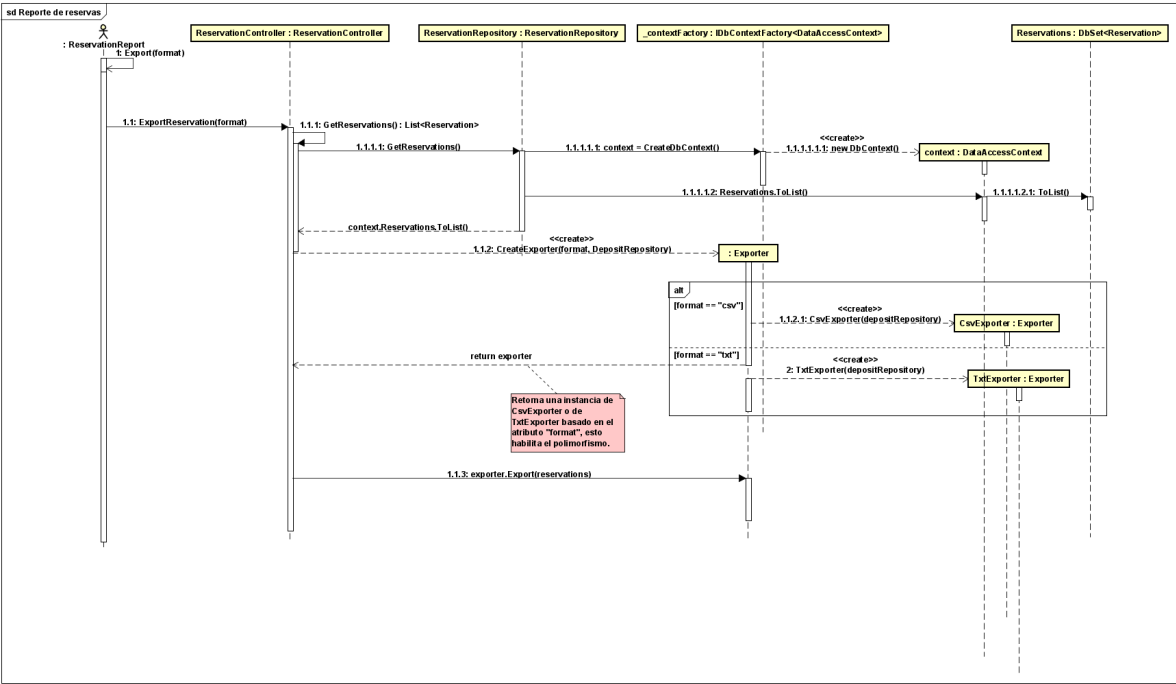 sd Reporte de reservas
: ReservationReport
ReservationController : ReservationController
ReservationRepository : ReservationRepository
_contextFactory : IDbContextFactory<DataAccessContext>
Reservations : DbSet<Reservation>
1: Export(format)
1.1: ExportReservation(format)
1.1.1: GetReservations() : List<Reservation>
1.1.1.1: GetReservations()
1.1.1.1.1: context = CreateDbContext()
<<create>>
1.1.1.1.1.1: new DbContext()
context : DataAccessContext
1.1.1.1.2: Reservations.ToList()
1.1.1.1.2.1: ToList()
context.Reservations.ToList()
<<create>>
1.1.2: CreateExporter(format, DepositRepository)
: Exporter
alt
[format == "csv"]
<<create>>
1.1.2.1: CsvExporter(depositRepository)
CsvExporter : Exporter
[format == "txt"]
return exporter
<<create>>
2: TxtExporter(depositRepository)
TxtExporter : Exporter
Retorna una instancia de
CsvExporter o de
TxtExporter basado en el
atributo "format", esto
habilita el polimorfismo.
1.1.3: exporter.Export(reservations)